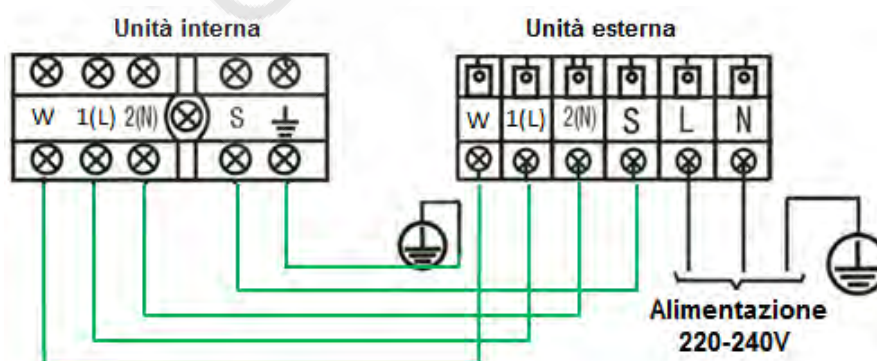 Unità interna
Unità esterna
W 1(L) 2(N) S
W 1(L) 2(N) S L N
Alimentazione
220-240V